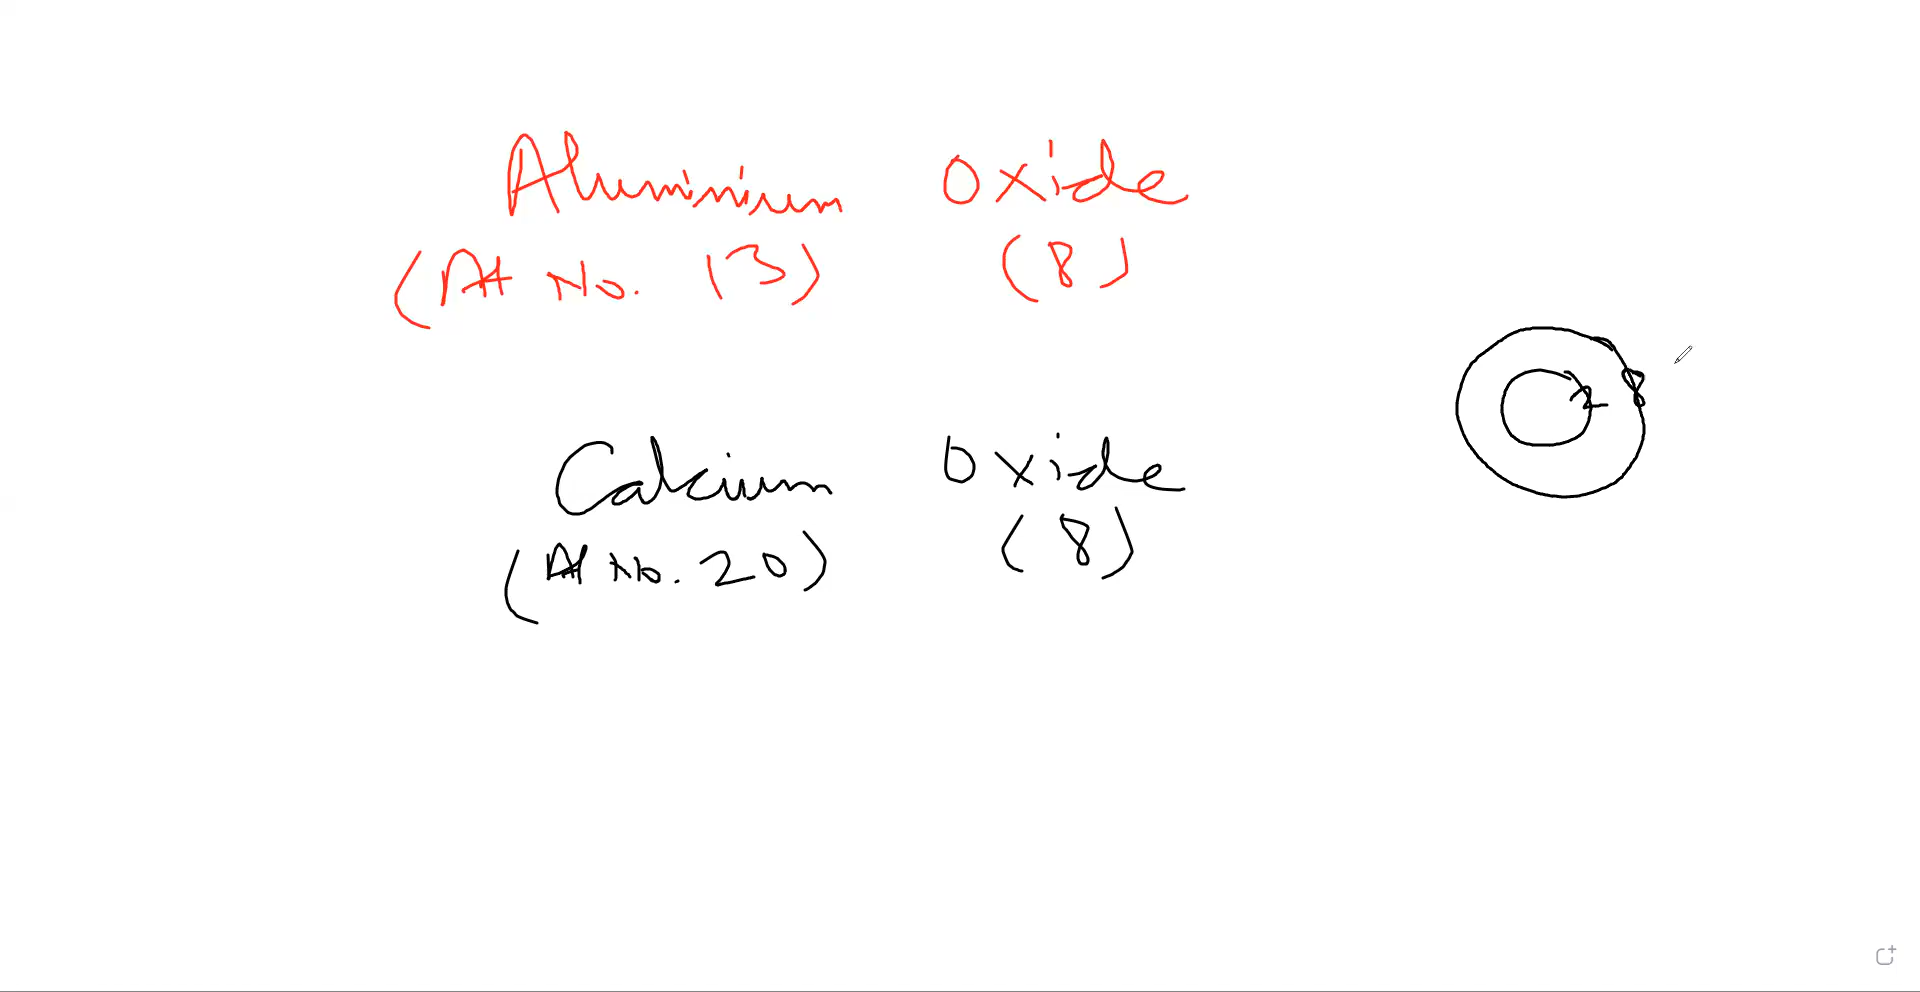 Aluminium Oxide
(At No. 13) (8)
2 8
Calcium Oxide
(At No. 20) (8)